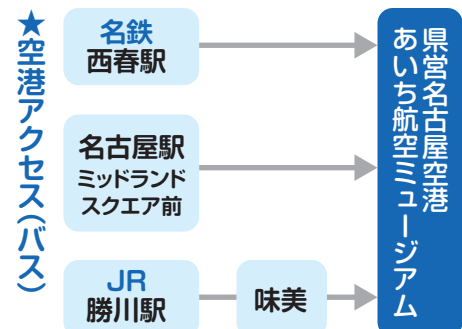 ★空港アクセス(バス)
名鉄
西春駅
名古屋駅
ミッドランド
スクエア前
JR
勝川駅
味美
県営名古屋空港
あいち航空ミュージアム